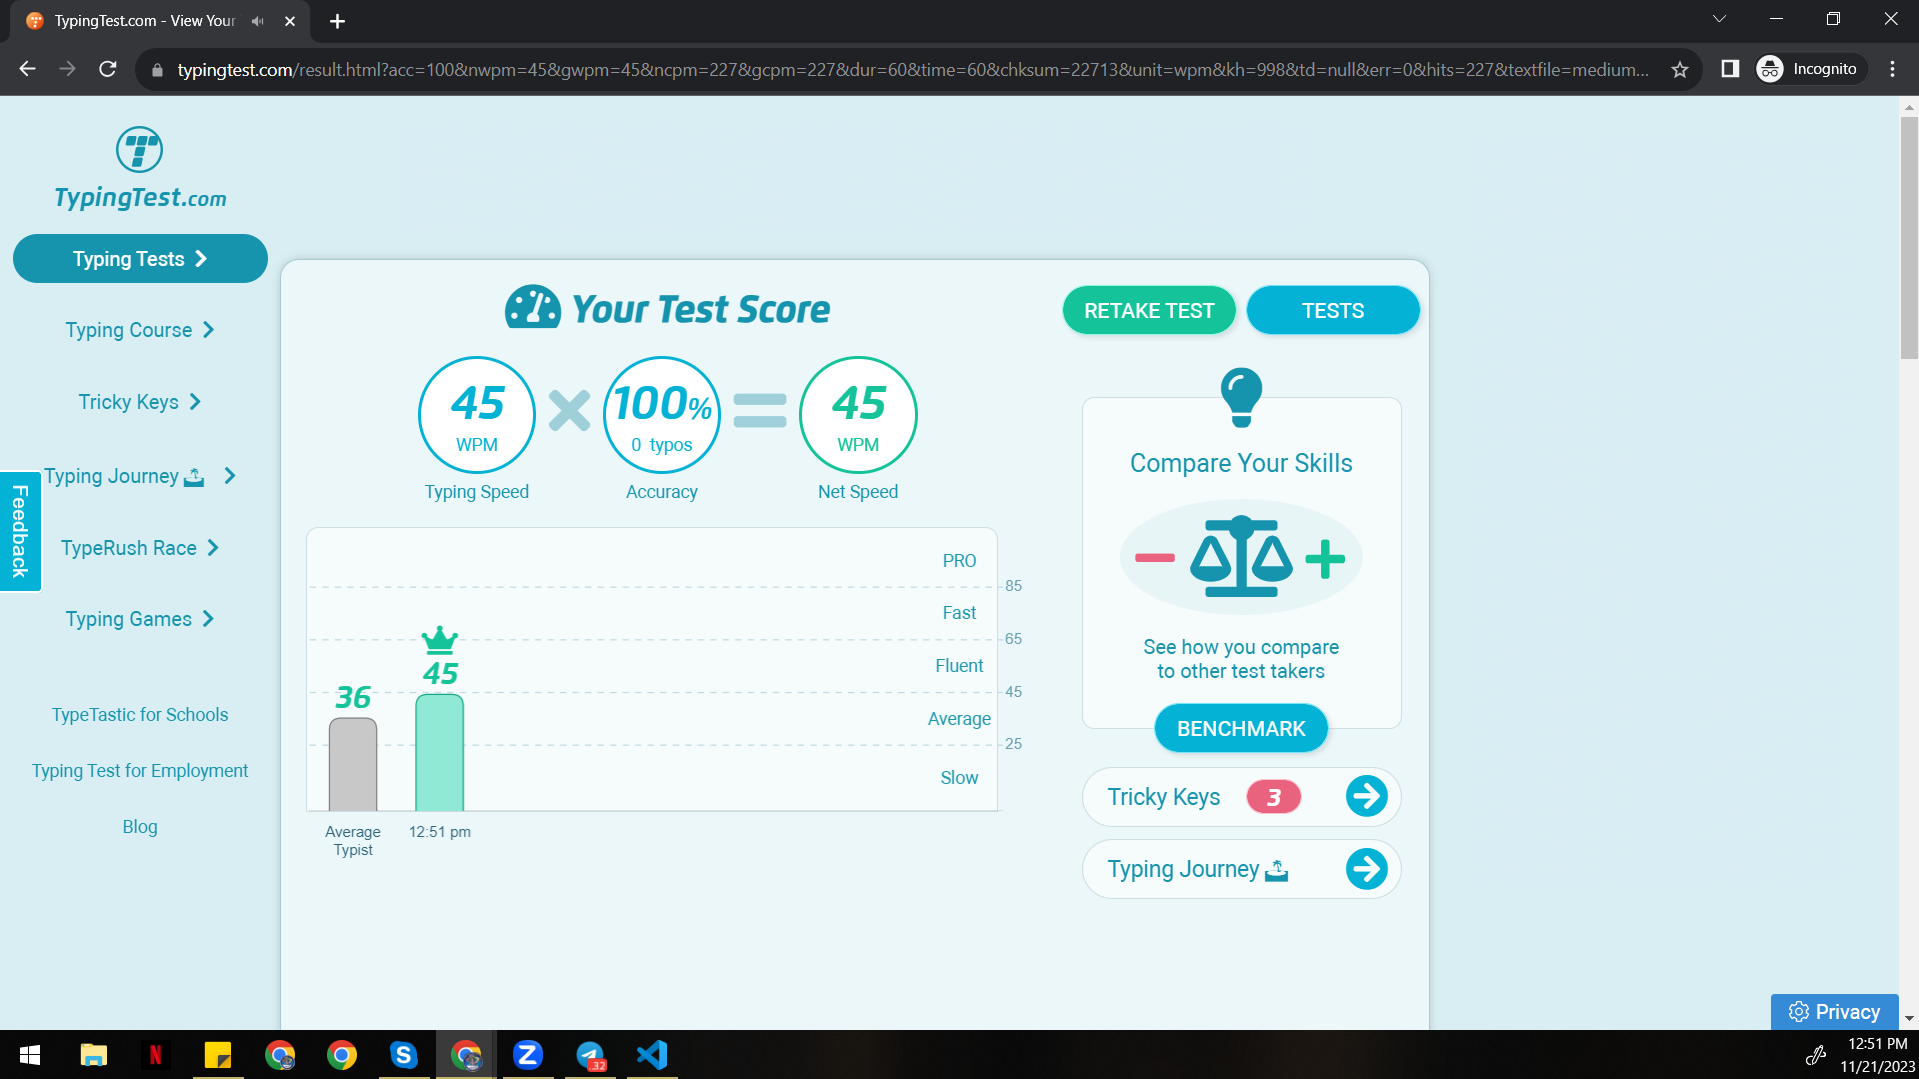 TypingTest.com - View Your
typingtest.com/result.html?acc=100&nwpm=45&gwpm=45&ncpm=227&gcpm=227&dur=60&time=60&chksum=22713&unit=wpm&kh=998&td=null&err=0&hits=227&textfile=medium...
Incognito
TypingTest.com
Typing Tests
Typing Course
Tricky Keys
Typing Journey
TypeRush Race
Typing Games
TypeTastic for Schools
Typing Test for Employment
Blog
Feedback
Your Test Score
RETAKE TEST
TESTS
45
WPM
Typing Speed
100%
0 typos
Accuracy
45
WPM
Net Speed
PRO
85
Fast
65
Fluent
45
Average
25
Slow
36
45
Average
Typist
12:51 pm
Compare Your Skills
See how you compare
to other test takers
BENCHMARK
Tricky Keys 3
Typing Journey
Privacy
N
S
Z
32
12:51 PM
11/21/2023